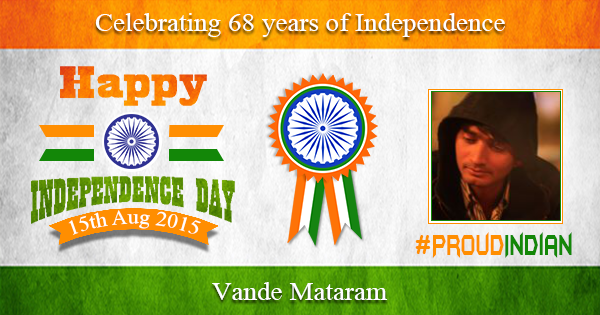 Celebrating 68 years of Independence
Happy
INDEPENDENCE DAY
15th Aug 2015
#PROUDINDIAN
Vande Mataram